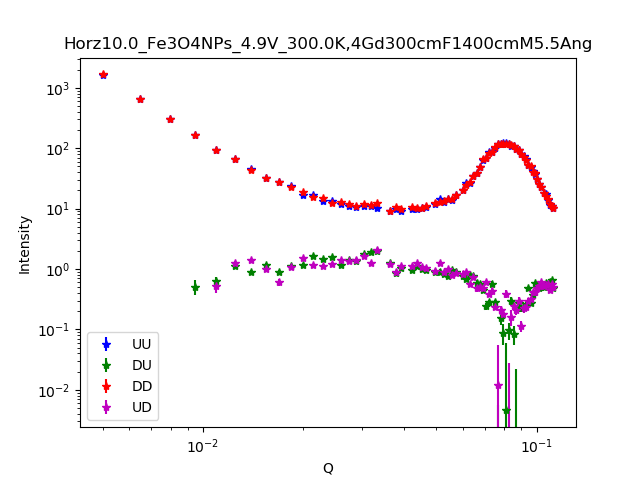 Horz10.0_Fe3O4NPs_4.9V_300.0K,4Gd300cmF1400cmM5.5Ang
10³
10²
10¹
10⁰
10⁻¹
10⁻²
Intensity
UU
DU
DD
UD
10⁻² 10⁻¹
Q